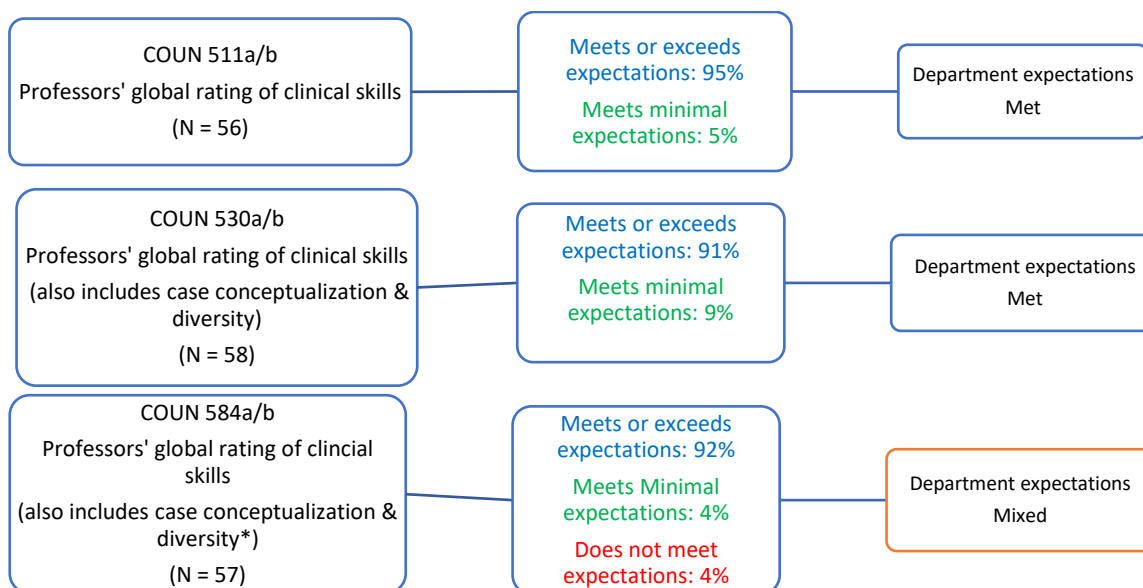 COUN 511a/b
Professors' global rating of clinical skills
(N = 56)
Meets or exceeds
expectations: 95%
Meets minimal
expectations: 5%
Department expectations
Met
COUN 530a/b
Professors' global rating of clinical skills
(also includes case conceptualization &
diversity)
(N = 58)
Meets or exceeds
expectations: 91%
Meets minimal
expectations: 9%
Department expectations
Met
COUN 584a/b
Professors' global rating of clincial
skills
(also includes case conceptualization &
diversity*)
(N = 57)
Meets or exceeds
expectations: 92%
Meets Minimal
expectations: 4%
Does not meet
expectations: 4%
Department expectations
Mixed